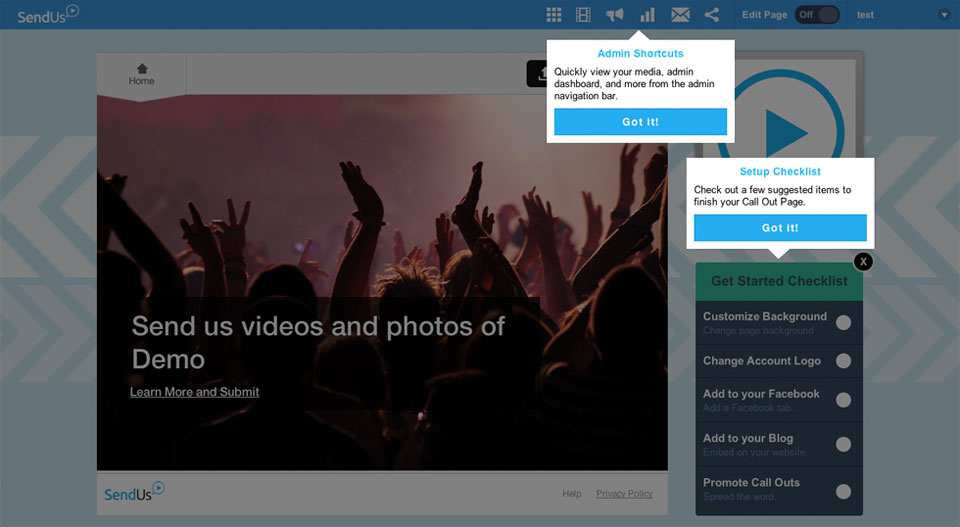 SendUs
Edit Page
Off
test
Home
Admin Shortcuts
Quickly view your media, admin
dashboard, and more from the admin
navigation bar.
Got it!
Setup Checklist
Check out a few suggested items to
finish your Call Out Page.
Got it!
X
Get Started Checklist
Customize Background
Change page background
Change Account Logo
Add to your Facebook
Add a Facebook tab.
Add to your Blog
Embed on your website.
Promote Call Outs
Spread the word.
Send us videos and photos of
Demo
Learn More and Submit
SendUs
Help
Privacy Policy